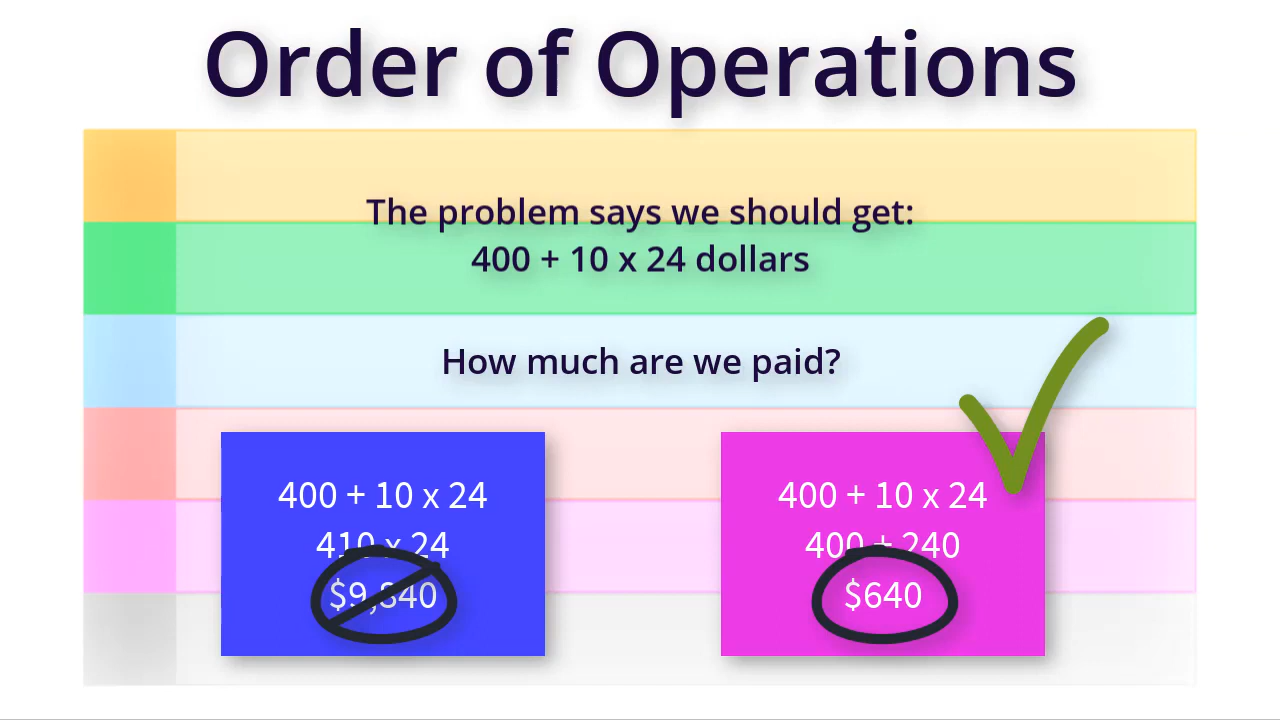 Order of Operations
The problem says we should get:
400 + 10 x 24 dollars
How much are we paid?
400 + 10 x 24
410 x 24
$9,840
400 + 10 x 24
400 + 240
$640